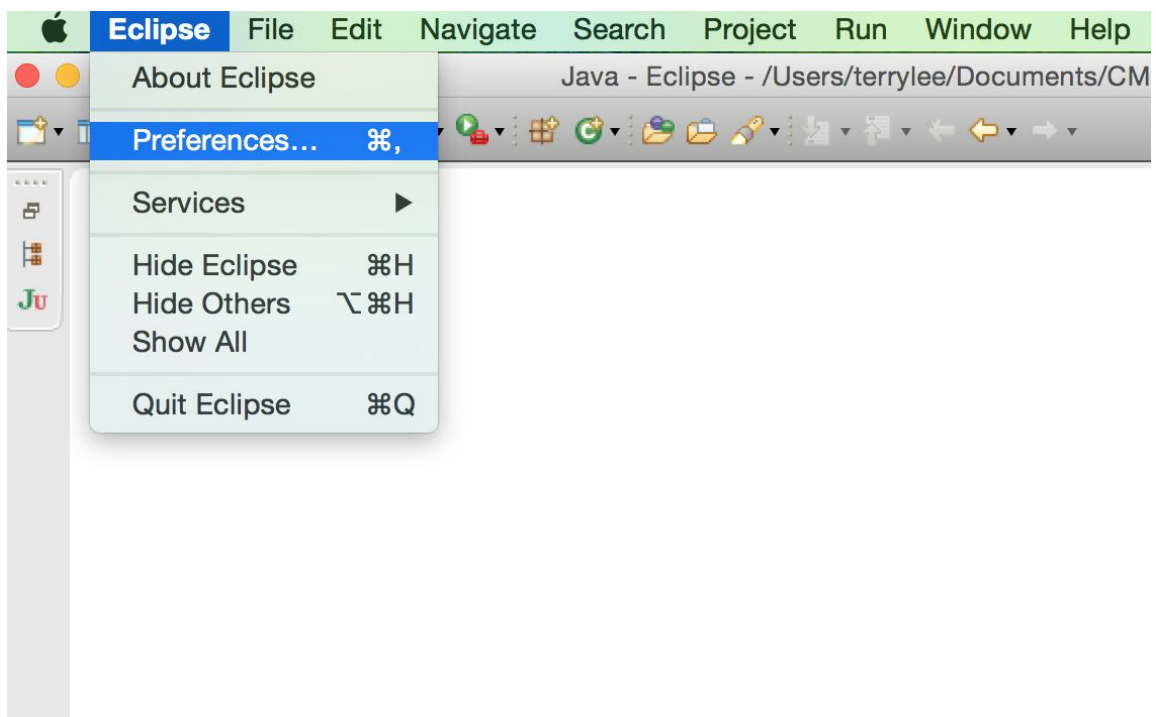 Eclipse File Edit Navigate Search Project Run Window Help
Java - Eclipse - /Users/terrylee/Documents/CM
About Eclipse
Preferences... ⌘,
Services ▶
Hide Eclipse ⌘H
Hide Others ⌥⌘H
Show All
Quit Eclipse ⌘Q
Ju